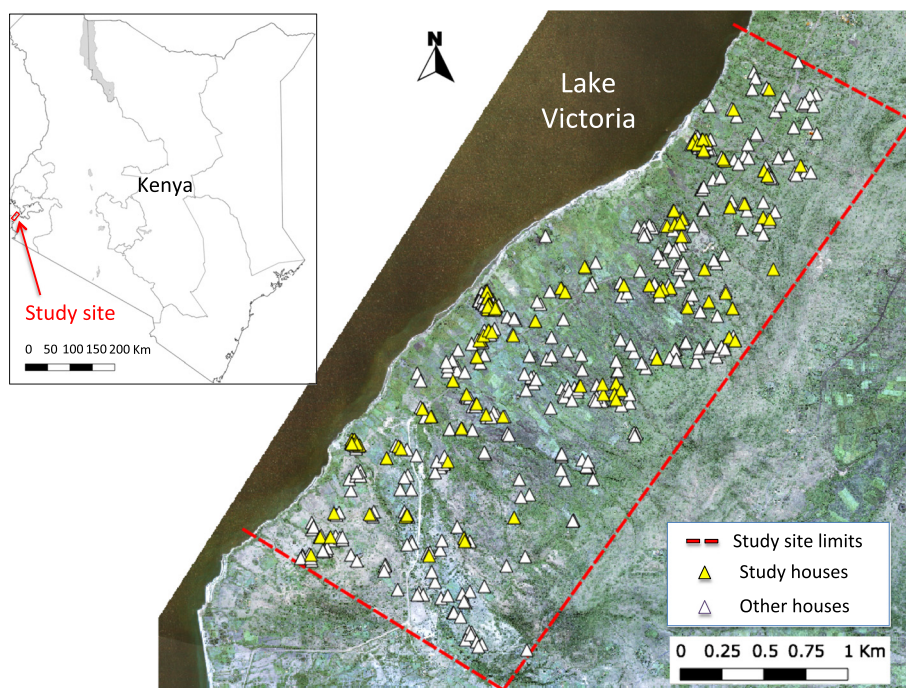 Kenya
Study site
0 50 100 150 200 Km
N
Lake
Victoria
Study site limits
Study houses
Other houses
0 0.25 0.5 0.75 1 Km